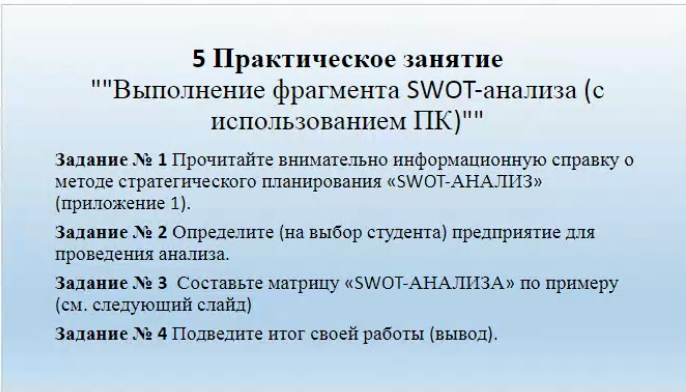 5 Практическое занятие
""Выполнение фрагмента SWOT-анализа (с
использованием ПК)""
Задание № 1 Прочитайте внимательно информационную справку о
методе стратегического планирования «SWOT-АНАЛИЗ»
(приложение 1).
Задание № 2 Определите (на выбор студента) предприятие для
проведения анализа.
Задание № 3 Составьте матрицу «SWOT-АНАЛИЗА» по примеру
(см. следующий слайд)
Задание № 4 Подведите итог своей работы (вывод).